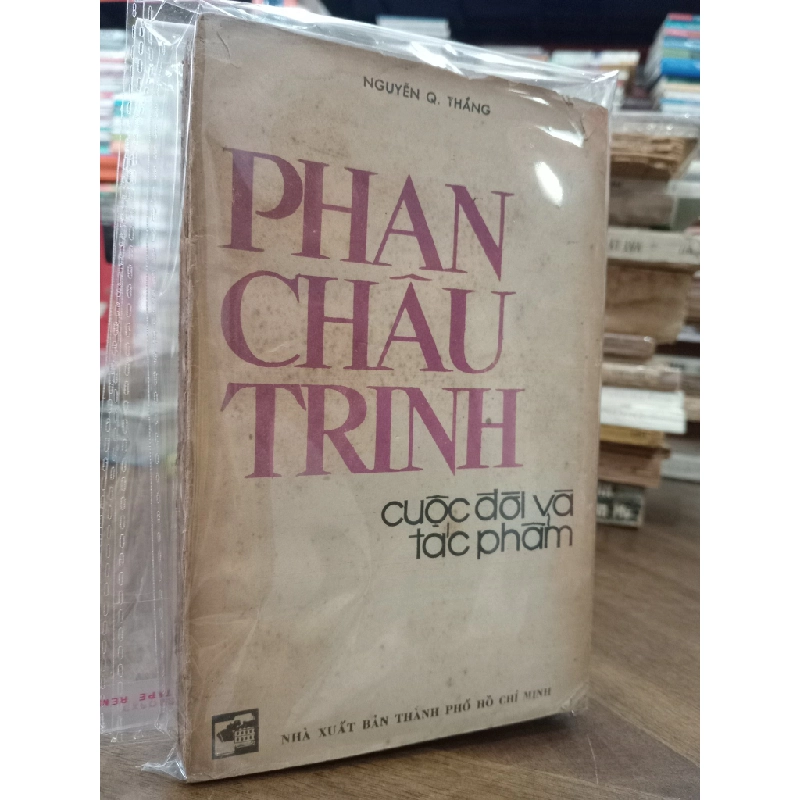 NGUYỄN Q. THẮNG
PHAN
CHÂU
TRINH
cuộc đời và
tác phẩm
NHÀ XUẤT BẢN THÀNH PHỐ HỒ CHÍ MINH